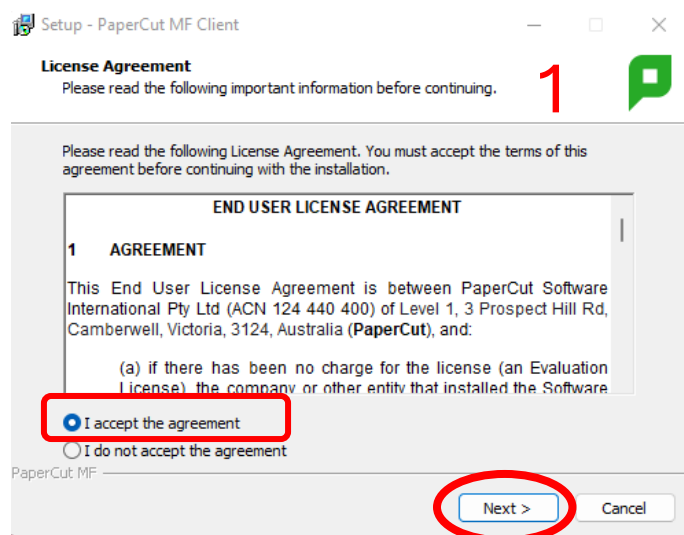 Setup - PaperCut MF Client
License Agreement
Please read the following important information before continuing.
1
Please read the following License Agreement. You must accept the terms of this
agreement before continuing with the installation.
END USER LICENSE AGREEMENT
1 AGREEMENT
This End User License Agreement is between PaperCut Software
International Pty Ltd (ACN 124 440 400) of Level 1, 3 Prospect Hill Rd,
Camberwell, Victoria, 3124, Australia (PaperCut), and:
(a) if there has been no charge for the license (an Evaluation
License), the company or other entity that installed the Software
I accept the agreement
I do not accept the agreement
PaperCut MF
Next >
Cancel